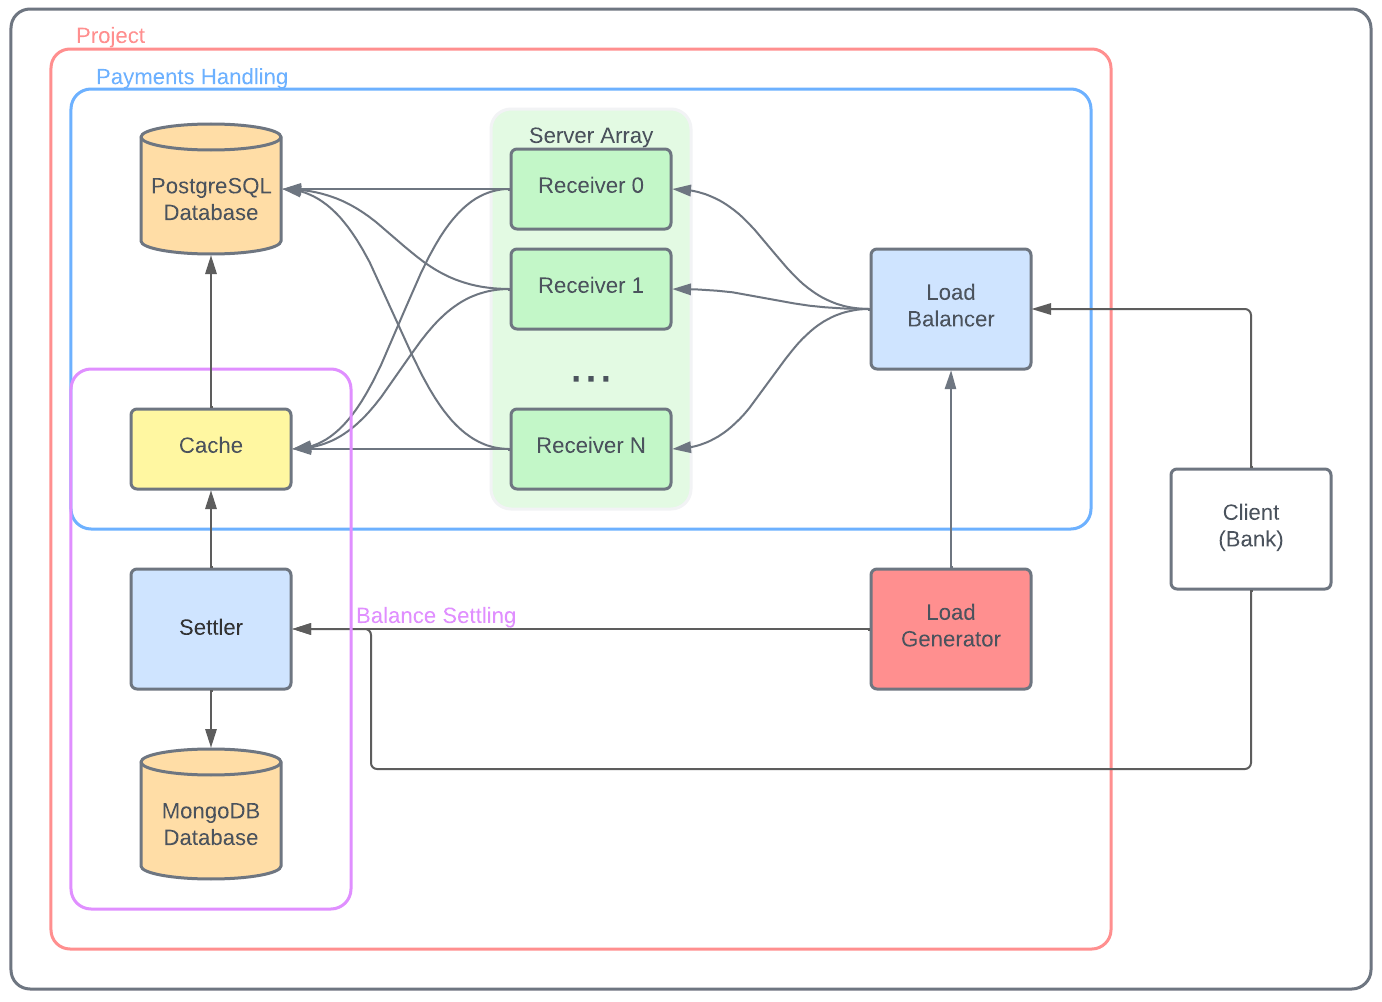 Project
Payments Handling
Server Array
PostgreSQL
Database
Receiver 0
Receiver 1
...
Receiver N
Load
Balancer
Cache
Client
(Bank)
Settler
Balance Settling
Load
Generator
MongoDB
Database